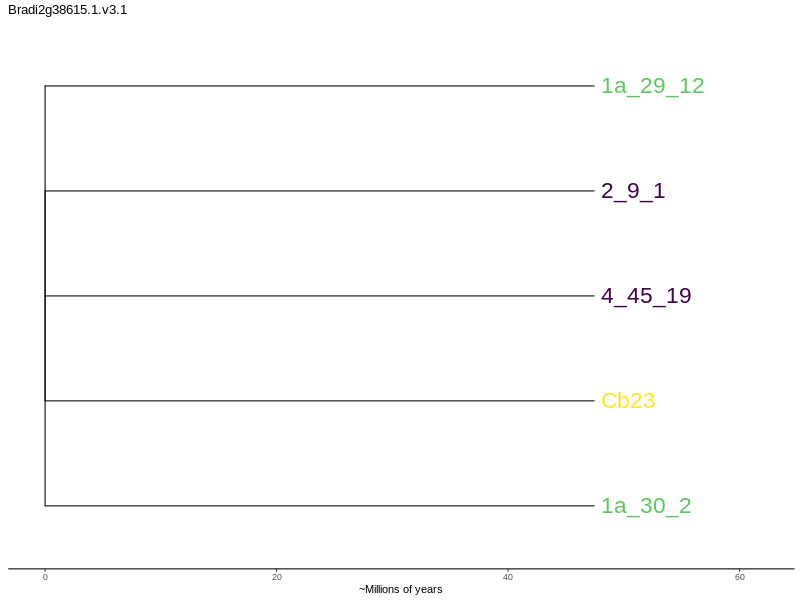 Bradi2g38615.1.v3.1
1a_29_12
2_9_1
4_45_19
Cb23
1a_30_2
0 20 40 60
~Millions of years